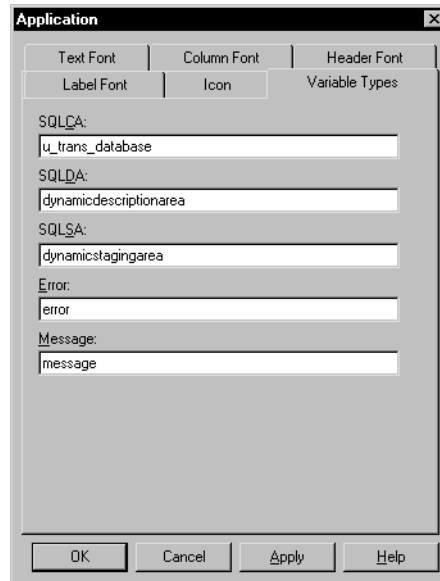 Application
Text Font Column Font Header Font
Label Font Icon Variable Types
SQLCA:
u_trans_database
SQLDA:
dynamicdescriptionarea
SQLSA:
dynamicstagingarea
Error:
error
Message:
message
OK Cancel Apply Help